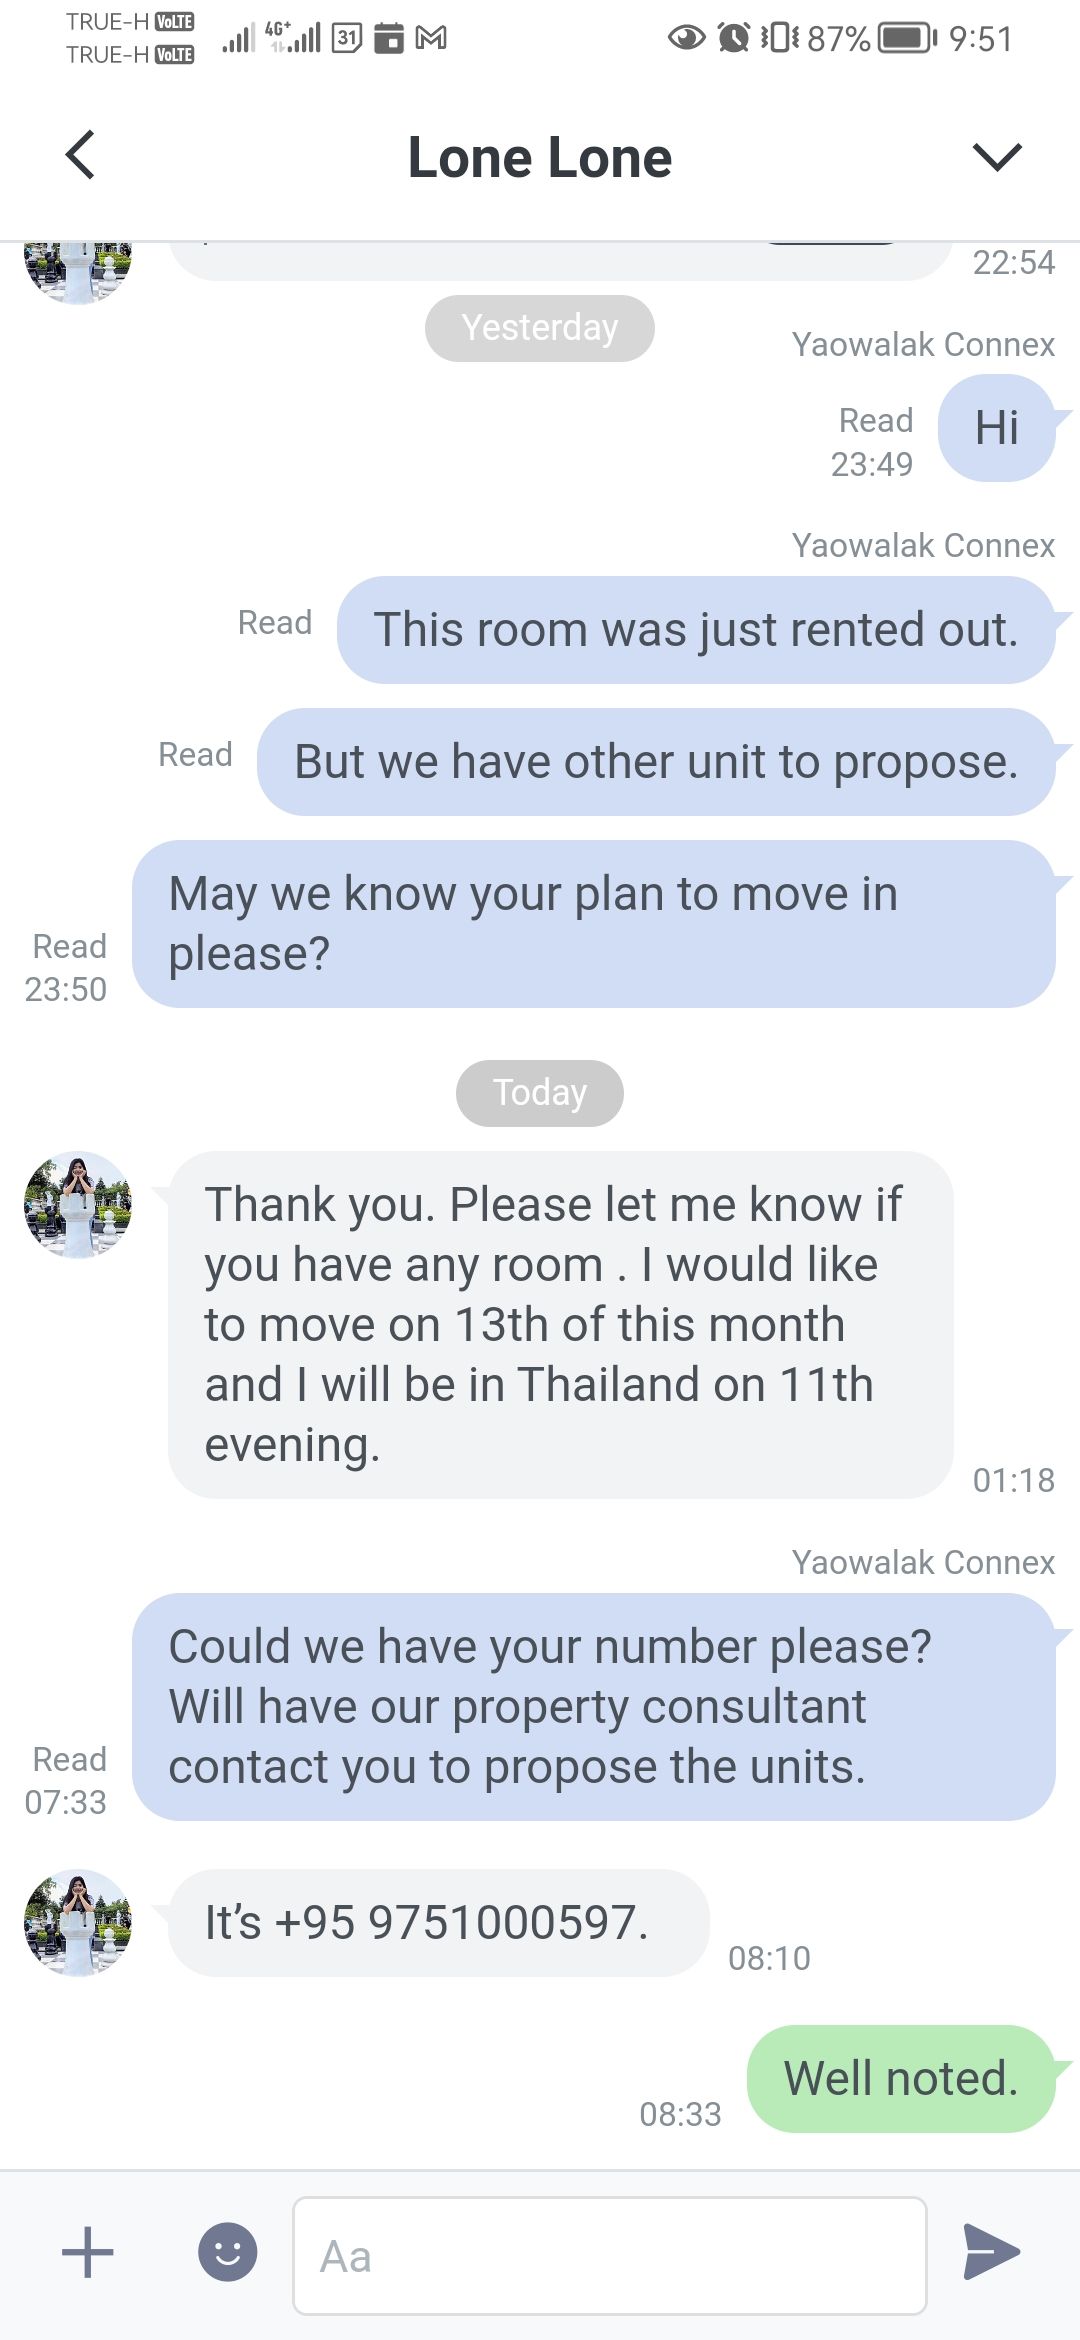 TRUE-H VoLTE
TRUE-H VoLTE
4G+
31
87%
9:51
Lone Lone
22:54
Yesterday
Yaowalak Connex
Hi
Read
23:49
Yaowalak Connex
This room was just rented out.
Read
But we have other unit to propose.
Read
May we know your plan to move in
please?
Read
23:50
Today
Thank you. Please let me know if
you have any room . I would like
to move on 13th of this month
and I will be in Thailand on 11th
evening.
01:18
Yaowalak Connex
Could we have your number please?
Will have our property consultant
contact you to propose the units.
Read
07:33
It’s +95 9751000597.
08:10
Well noted.
08:33
Aa